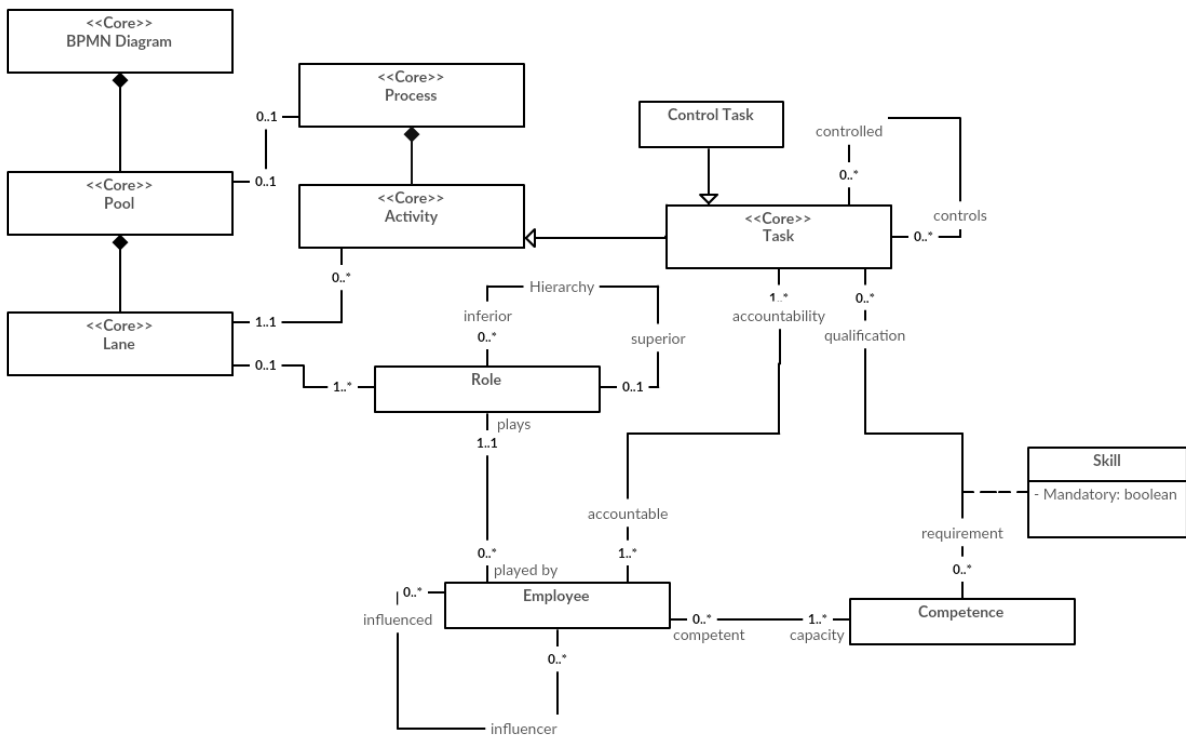 <<Core>>
BPMN Diagram
<<Core>>
Process
0..1
0..1
Control Task
controlled
0..*
controls
0..*
<<Core>>
Pool
<<Core>>
Activity
<<Core>>
Task
0..*
1..1
<<Core>>
Lane
0..1
1..*
Hierarchy
inferior
0..*
superior
0..1
Role
1..*
accountability
0..*
qualification
plays
1..1
Skill
- Mandatory: boolean
accountable
1..*
requirement
0..*
0..*
played by
Employee
0..*
influenced
0..*
influencer
0..*
competent
1..*
capacity
Competence